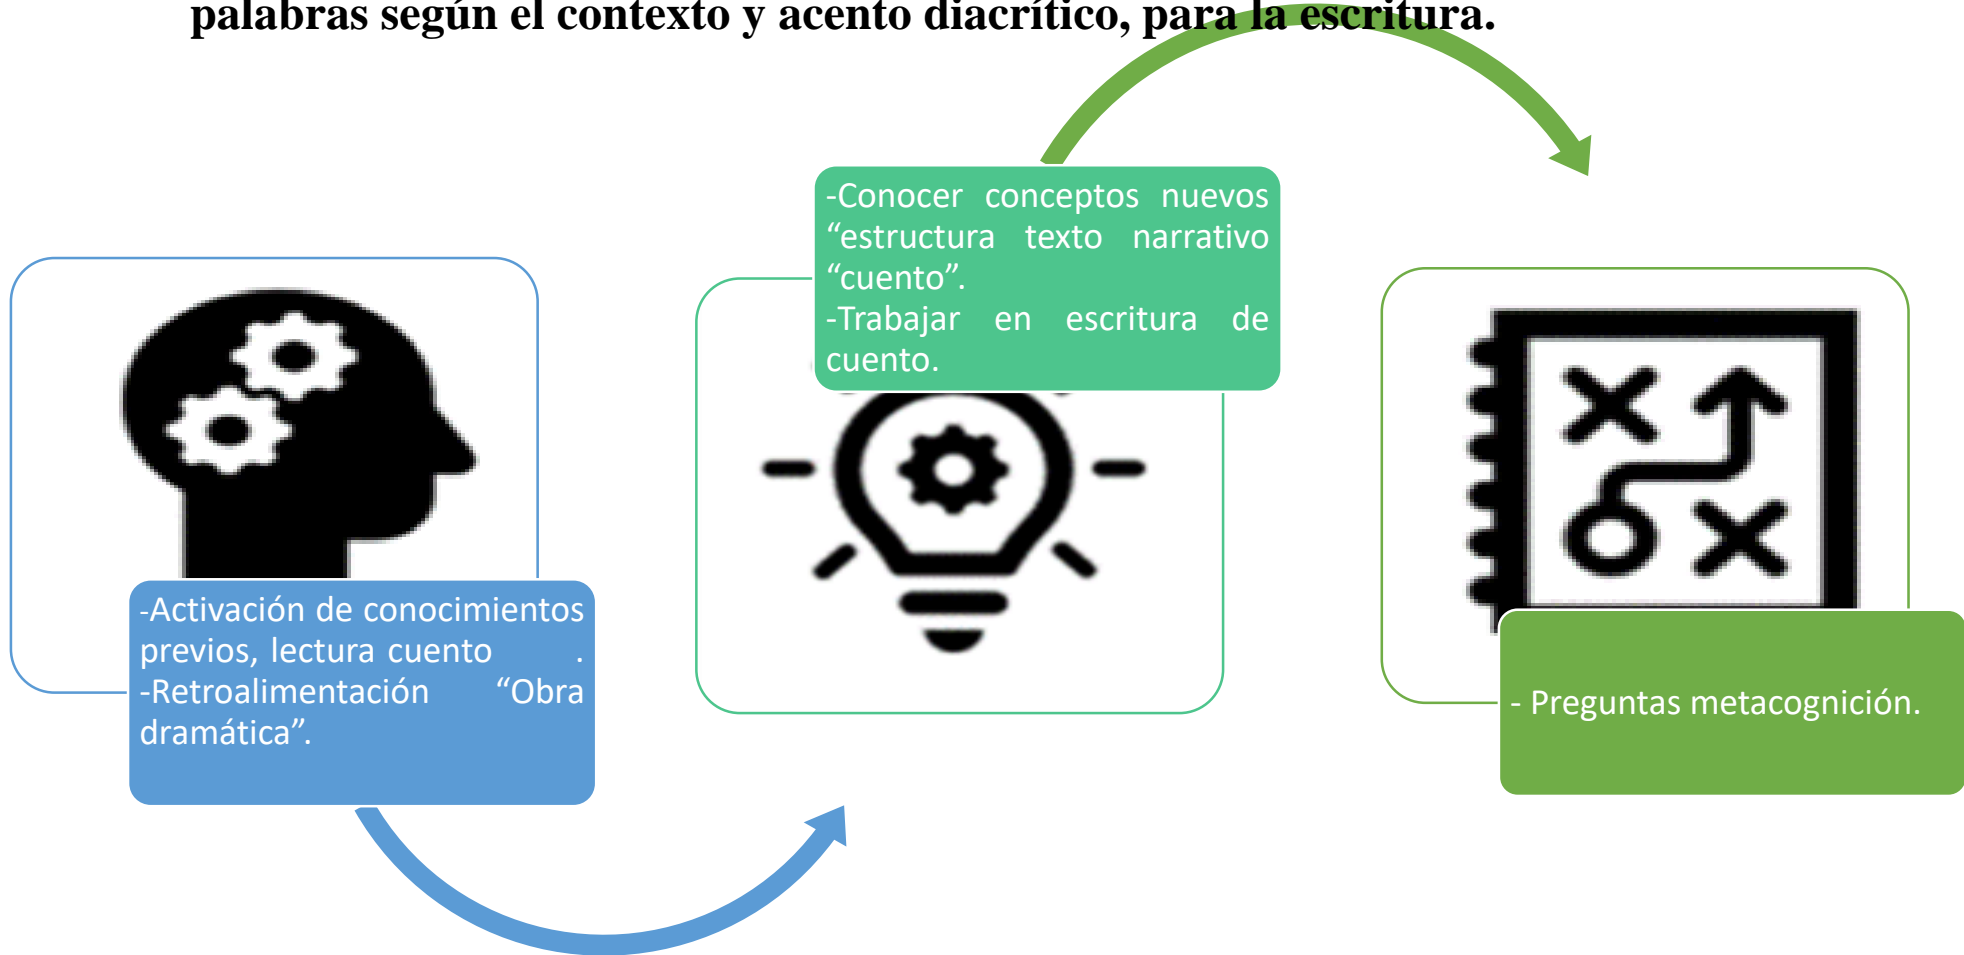 palabras según el contexto y acento diacrítico, para la escritura.
-Activación de conocimientos
previos, lectura cuento .
-Retroalimentación “Obra
dramática”.
-Conocer conceptos nuevos
“estructura texto narrativo
“cuento”.
-Trabajar en escritura de
cuento.
- Preguntas metacognición.